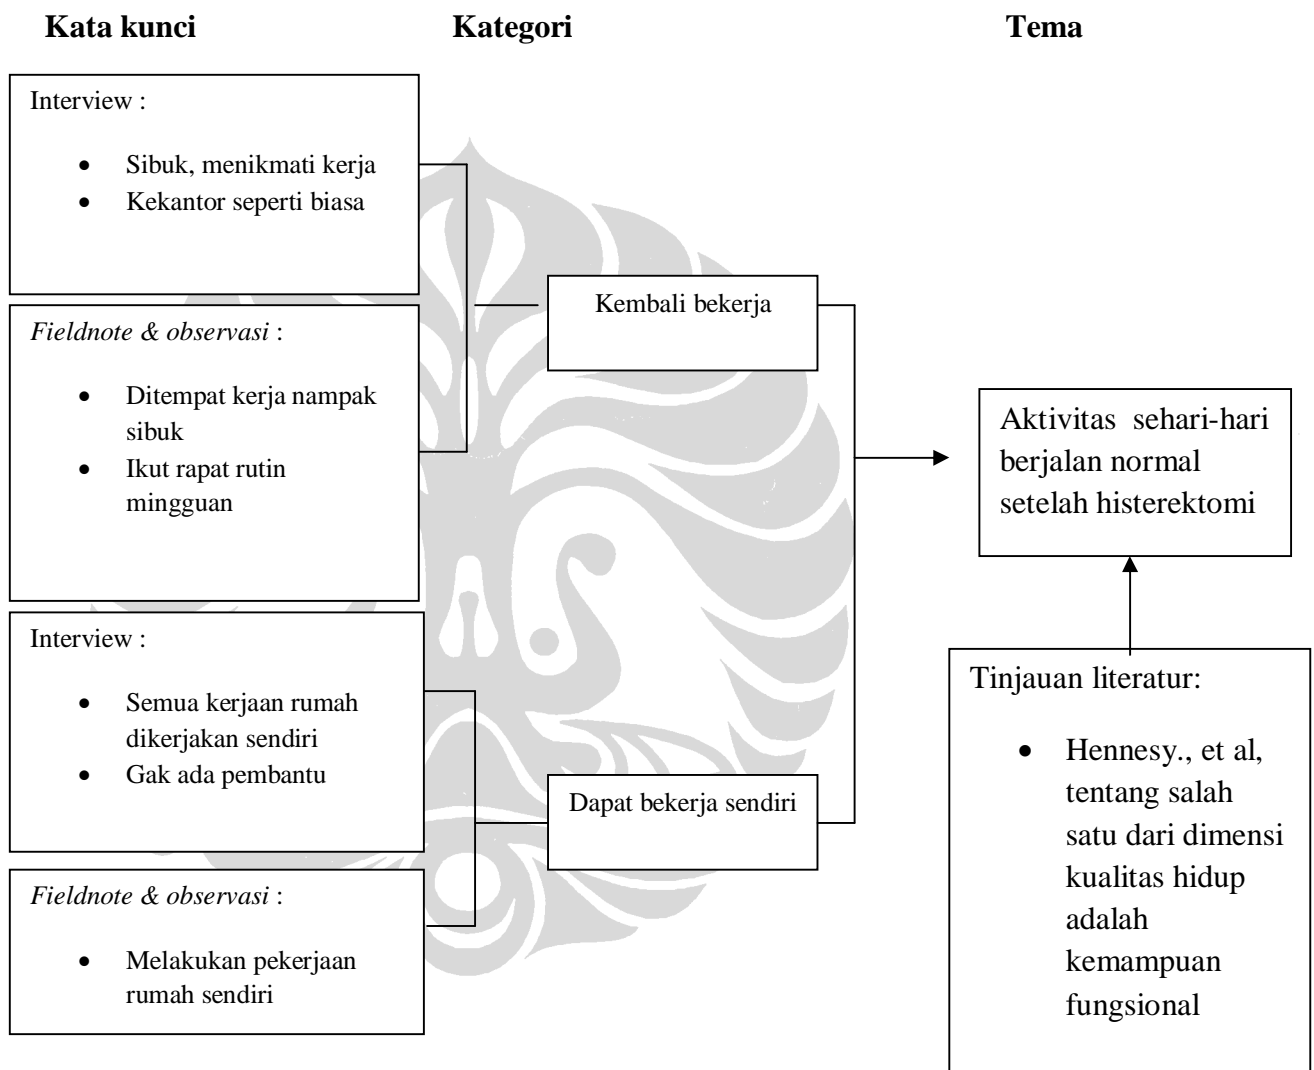 Kata kunci
Kategori
Tema
Interview :
• Sibuk, menikmati kerja
• Kekantor seperti biasa
Fieldnote & observasi :
• Ditempat kerja nampak
sibuk
• Ikut rapat rutin
mingguan
Interview :
• Semua kerjaan rumah
dikerjakan sendiri
• Gak ada pembantu
Fieldnote & observasi :
• Melakukan pekerjaan
rumah sendiri
Kembali bekerja
Dapat bekerja sendiri
Aktivitas sehari-hari
berjalan normal
setelah histerektomi
Tinjauan literatur:
• Hennesy., et al,
tentang salah
satu dari dimensi
kualitas hidup
adalah
kemampuan
fungsional